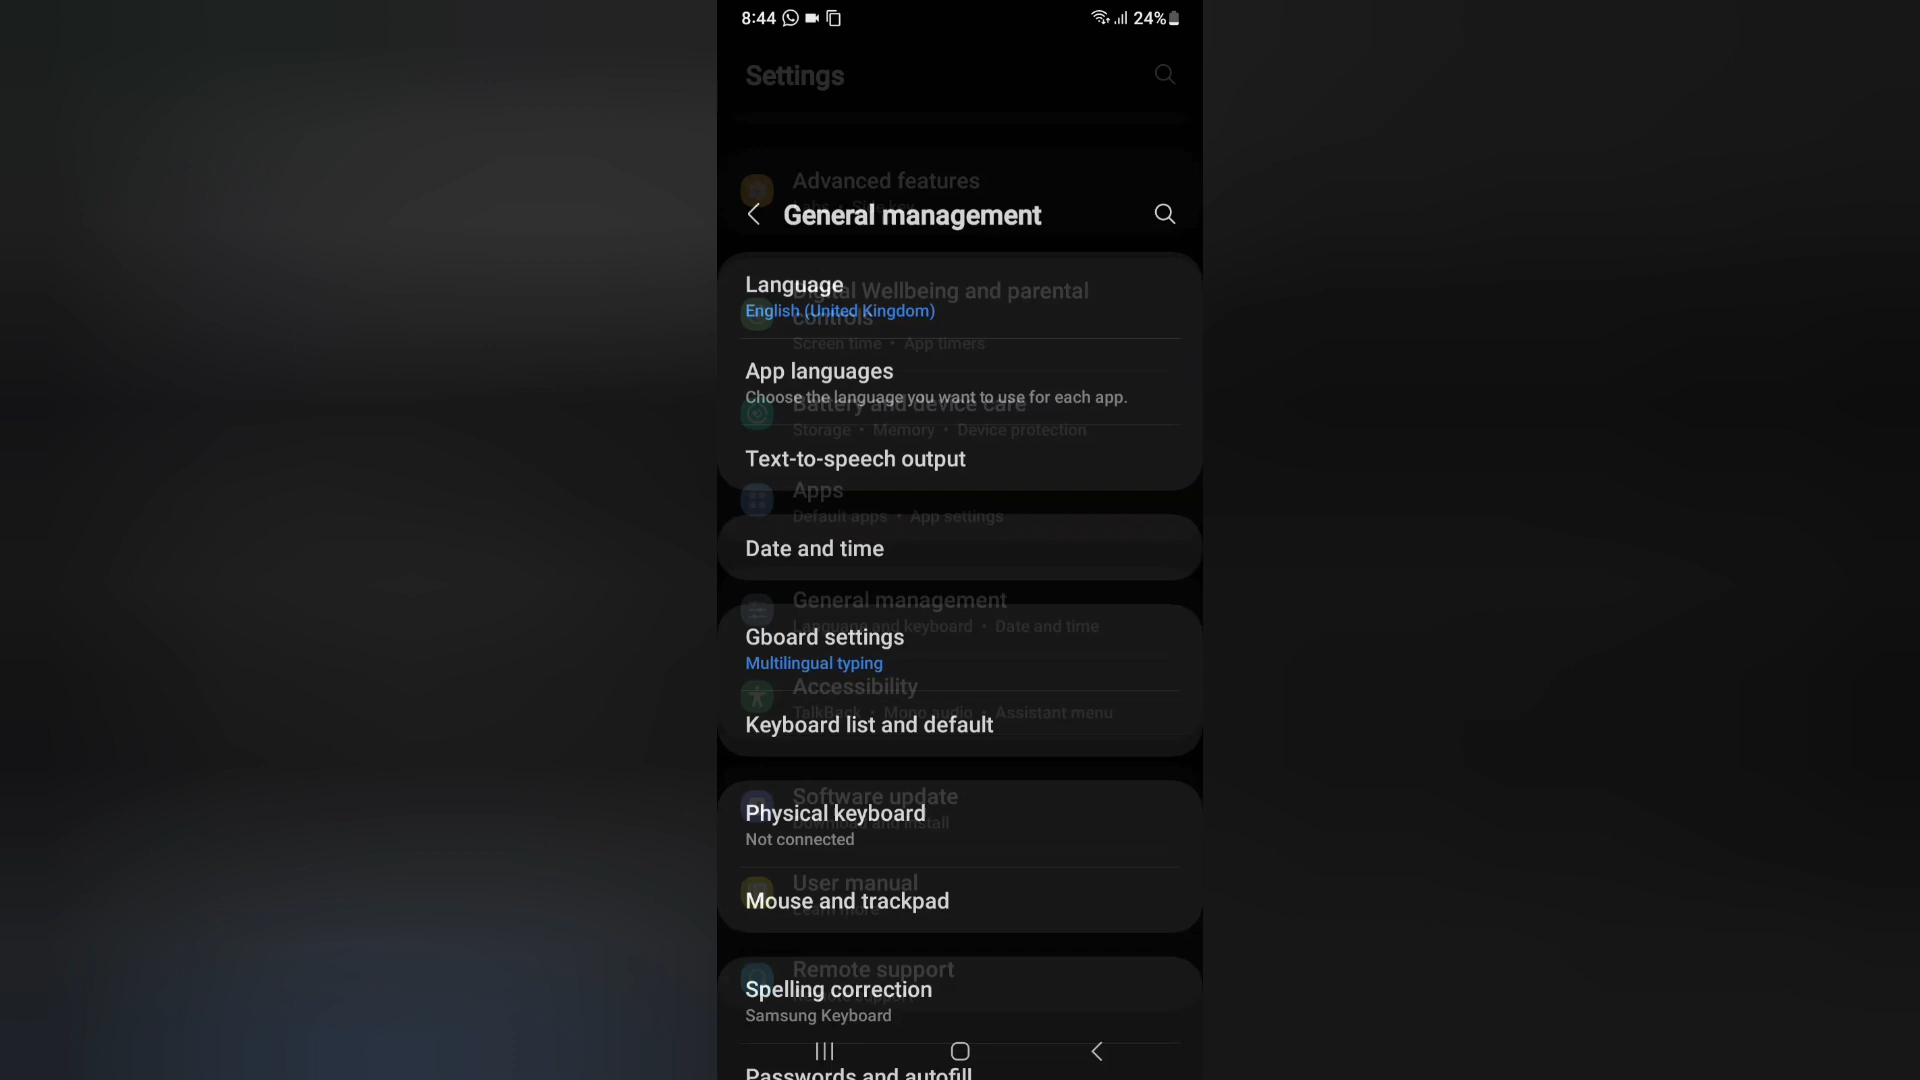 8:44
24%
Settings
Advanced features
General management
Language
Digital Wellbeing and parental
English (United Kingdom)
controls
Screen time • App timers
App languages
Choose the language you want to use for each app.
Battery and device care
Storage • Memory • Device protection
Text-to-speech output
Apps
Default apps • App settings
Date and time
General management
Language and keyboard • Date and time
Gboard settings
Multilingual typing
Accessibility
TalkBack • Mono audio • Assistant menu
Keyboard list and default
Software update
Physical keyboard
Download and install
Not connected
User manual
Mouse and trackpad
Learn more
Remote support
Spelling correction
Samsung Keyboard
Passwords and autofill